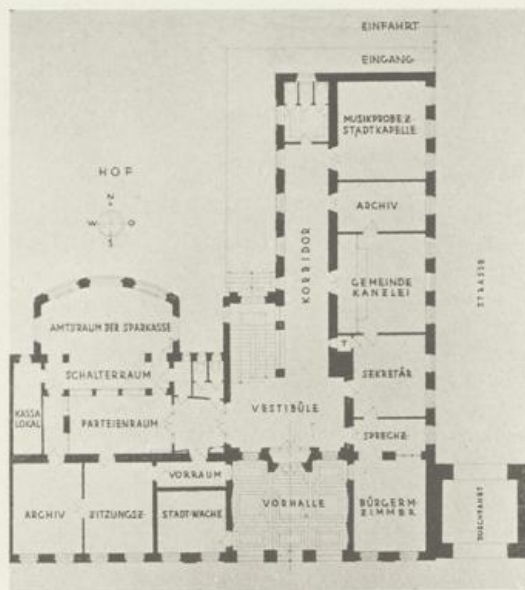 EINFAHRT
EINGANG
MUSIKPROBE Z.
STADTKAPELLE
HOF
N
W O
S
ARCHIV
KORRIDOR
GEMEINDE
KANZLEI
STRASSE
AMTSRAUM DER SPARKASSE
T
SCHALTERRAUM
SEKRETÄR
KASSA
LOKAL
PARTEIENRAUM
VESTIBÜLE
SPRECHZ.
VORRAUM
ARCHIV
SITZUNGSZ.
STADT-WACHE
VORHALLE
BÜRGERM.
ZIMMER
DURCHFAHRT